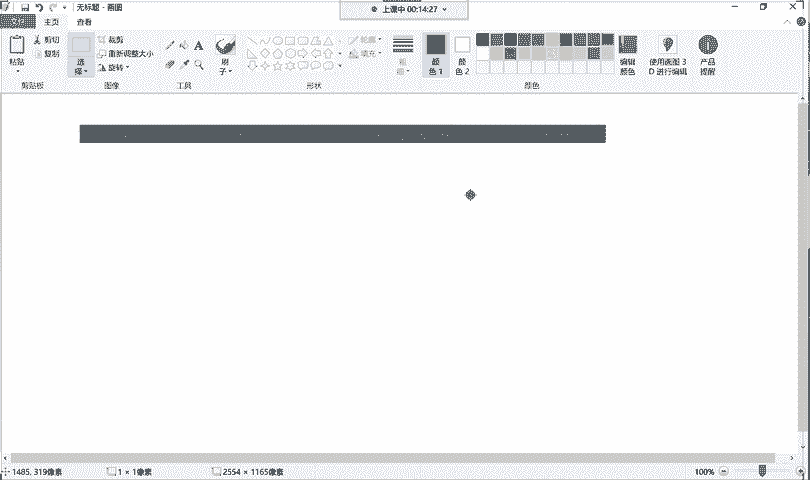 无标题 - 画图
上课中 00:14:27
主页 查看
粘贴
剪切
复制
选择
裁剪
重新调整大小
旋转
A
刷子
轮廓
填充
粗细
颜色 1
颜色 2
编辑颜色
使用画图 3D 进行编辑
产品提醒
剪贴板 图像 工具 形状 颜色
1485, 319像素 1 × 1像素 2554 × 1165像素 100%